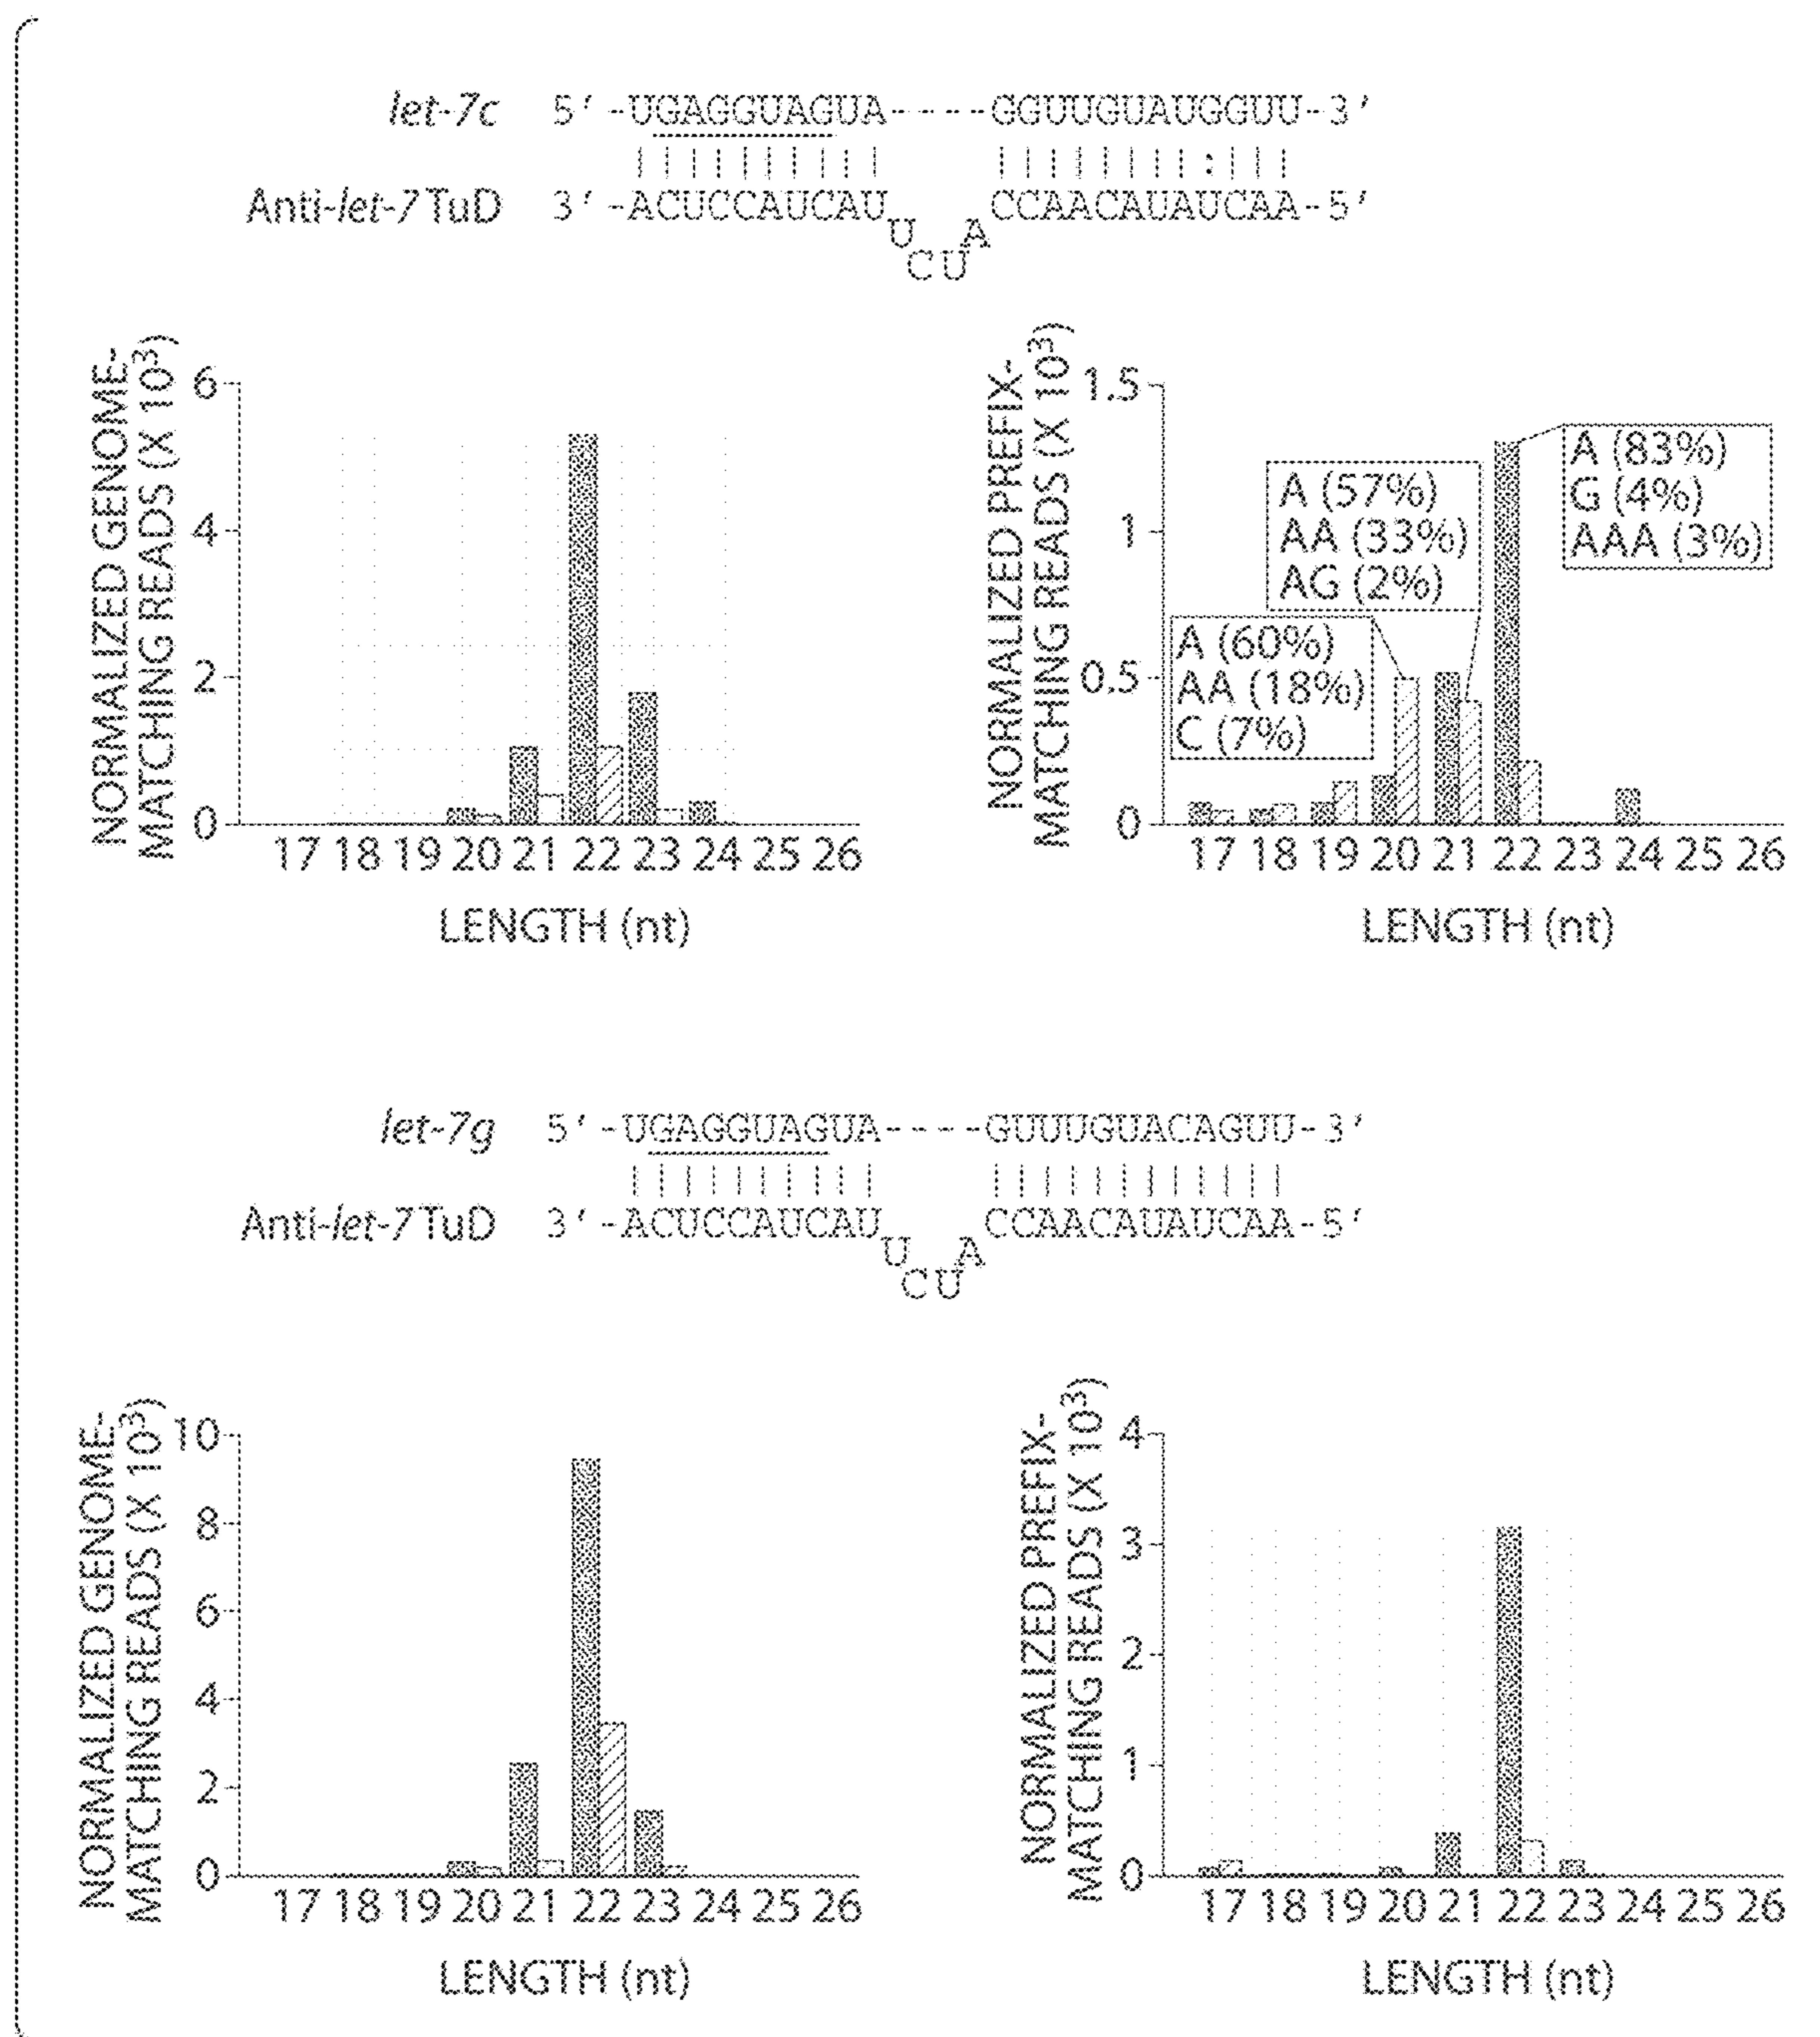 let-7c 5' -UGAGGUAGUA----GGUUGUAUGGUU-3'
Anti-let-7 TuD 3' -ACUCCAUCAU CCAACAUAUCAA-5'
U A
CU
NORMALIZED GENOME-
MATCHING READS (X 10³)
6
4
2
0
17 18 19 20 21 22 23 24 25 26
LENGTH (nt)
NORMALIZED PREFIX-
MATCHING READS (X 10³)
1.5
1
0.5
0
A (60%)
AA (18%)
C (7%)
A (57%)
AA (33%)
AG (2%)
A (83%)
G (4%)
AAA (3%)
17 18 19 20 21 22 23 24 25 26
LENGTH (nt)
let-7g 5' -UGAGGUAGUA----GUUUGUACAGUU-3'
Anti-let-7 TuD 3' -ACUCCAUCAU CCAACAUAUCAA-5'
U A
CU
NORMALIZED GENOME-
MATCHING READS (X 10³)
10
8
6
4
2
0
17 18 19 20 21 22 23 24 25 26
LENGTH (nt)
NORMALIZED PREFIX-
MATCHING READS (X 10³)
4
3
2
1
0
17 18 19 20 21 22 23 24 25 26
LENGTH (nt)